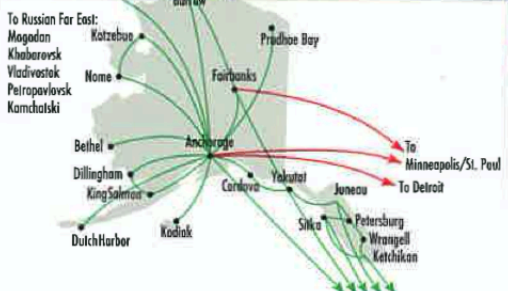 Barrow
To Russian Far East:
Magadan
Khabarovsk
Vladivostok
Petropavlovsk
Kamchatski
Kotzebue
Prudhoe Bay
Nome
Fairbanks
Bethel
Anchorage
To
Minneapolis/St. Paul
Dillingham
King Salmon
Cordova
Yakutat
Juneau
To Detroit
Sitka
Petersburg
Dutch Harbor
Kodiak
Wrangell
Ketchikan